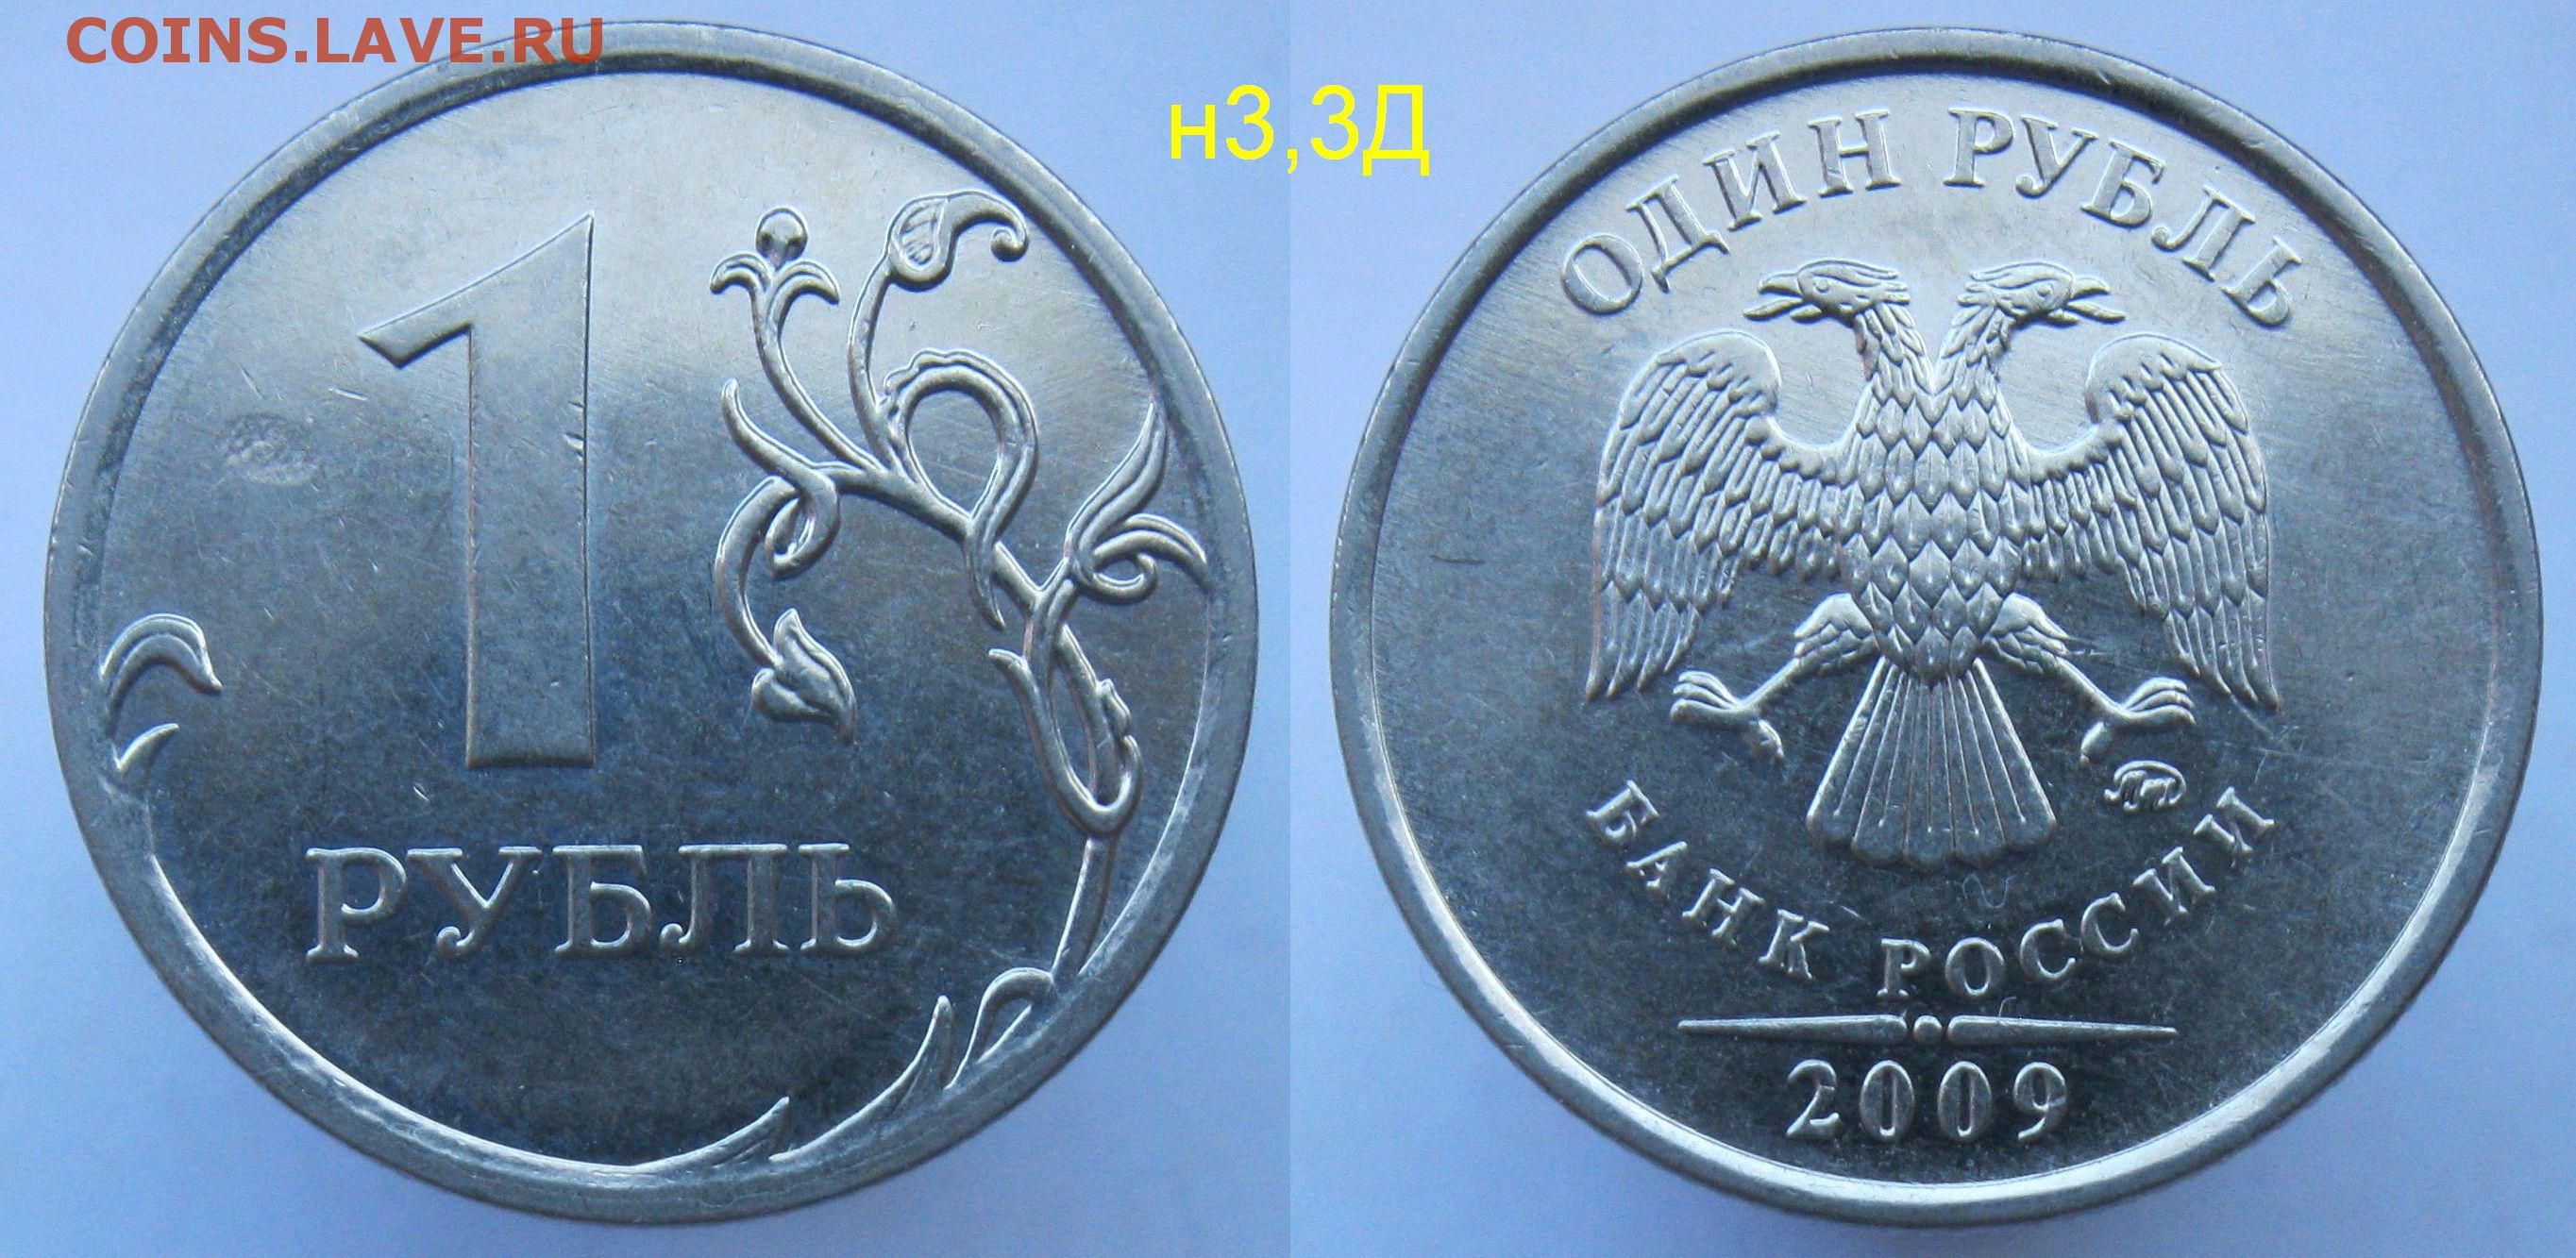 COINS.LAVE.RU
н3,3Д
1
РУБЛЬ
ОДИН РУБЛЬ
БАНК РОССИИ
2009